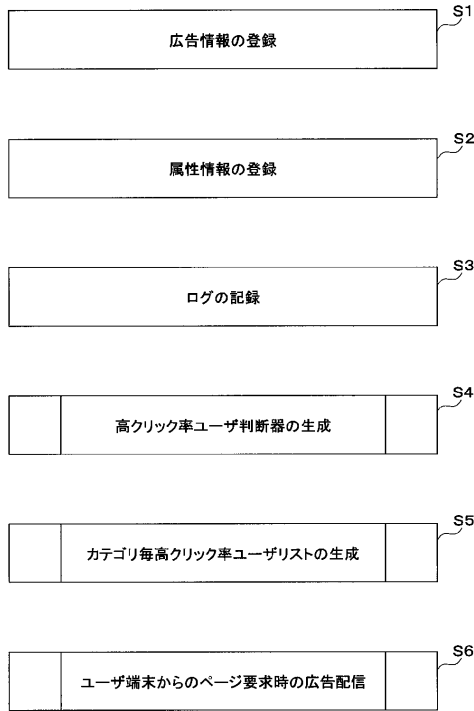 S1
広告情報の登録
S2
属性情報の登録
S3
ログの記録
S4
高クリック率ユーザ判断器の生成
S5
カテゴリ毎高クリック率ユーザリストの生成
S6
ユーザ端末からのページ要求時の広告配信